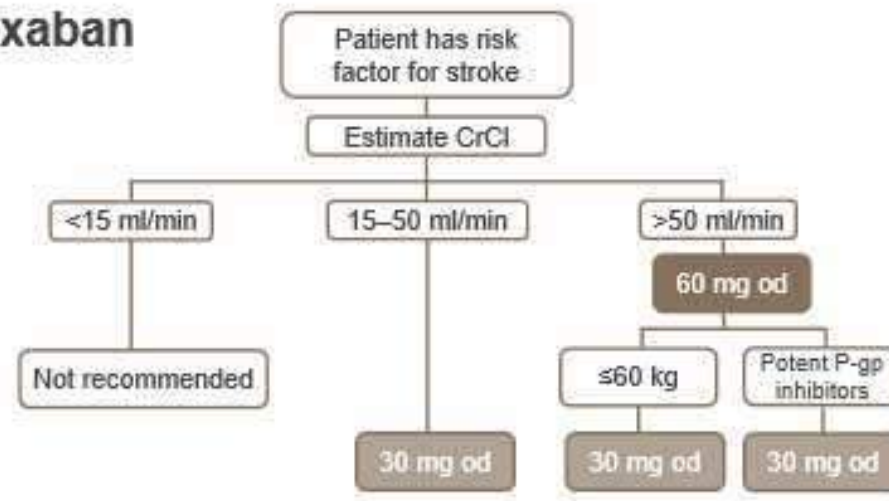 xaban
Patient has risk
factor for stroke
Estimate CrCl
<15 ml/min
15–50 ml/min
>50 ml/min
60 mg od
Not recommended
≤60 kg
Potent P-gp
inhibitors
30 mg od
30 mg od
30 mg od